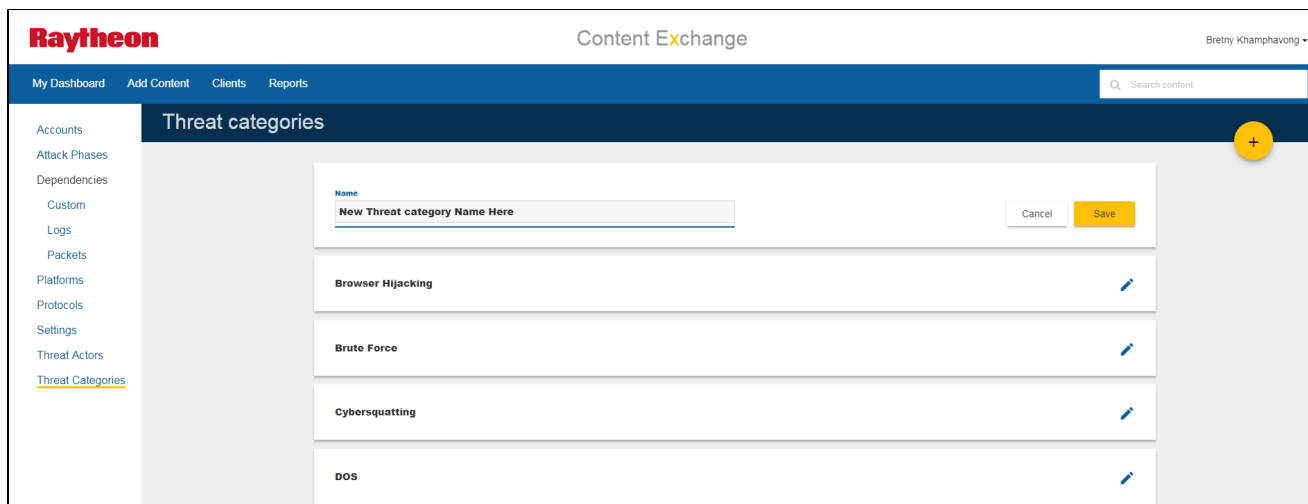 Raytheon
Content Exchange
Bretny Khamphavong
My Dashboard Add Content Clients Reports
Search content
Threat categories
+
Accounts
Attack Phases
Dependencies
Custom
Logs
Packets
Platforms
Protocols
Settings
Threat Actors
Threat Categories
Name
New Threat category Name Here
Cancel Save
Browser Hijacking
Brute Force
Cybersquatting
DOS